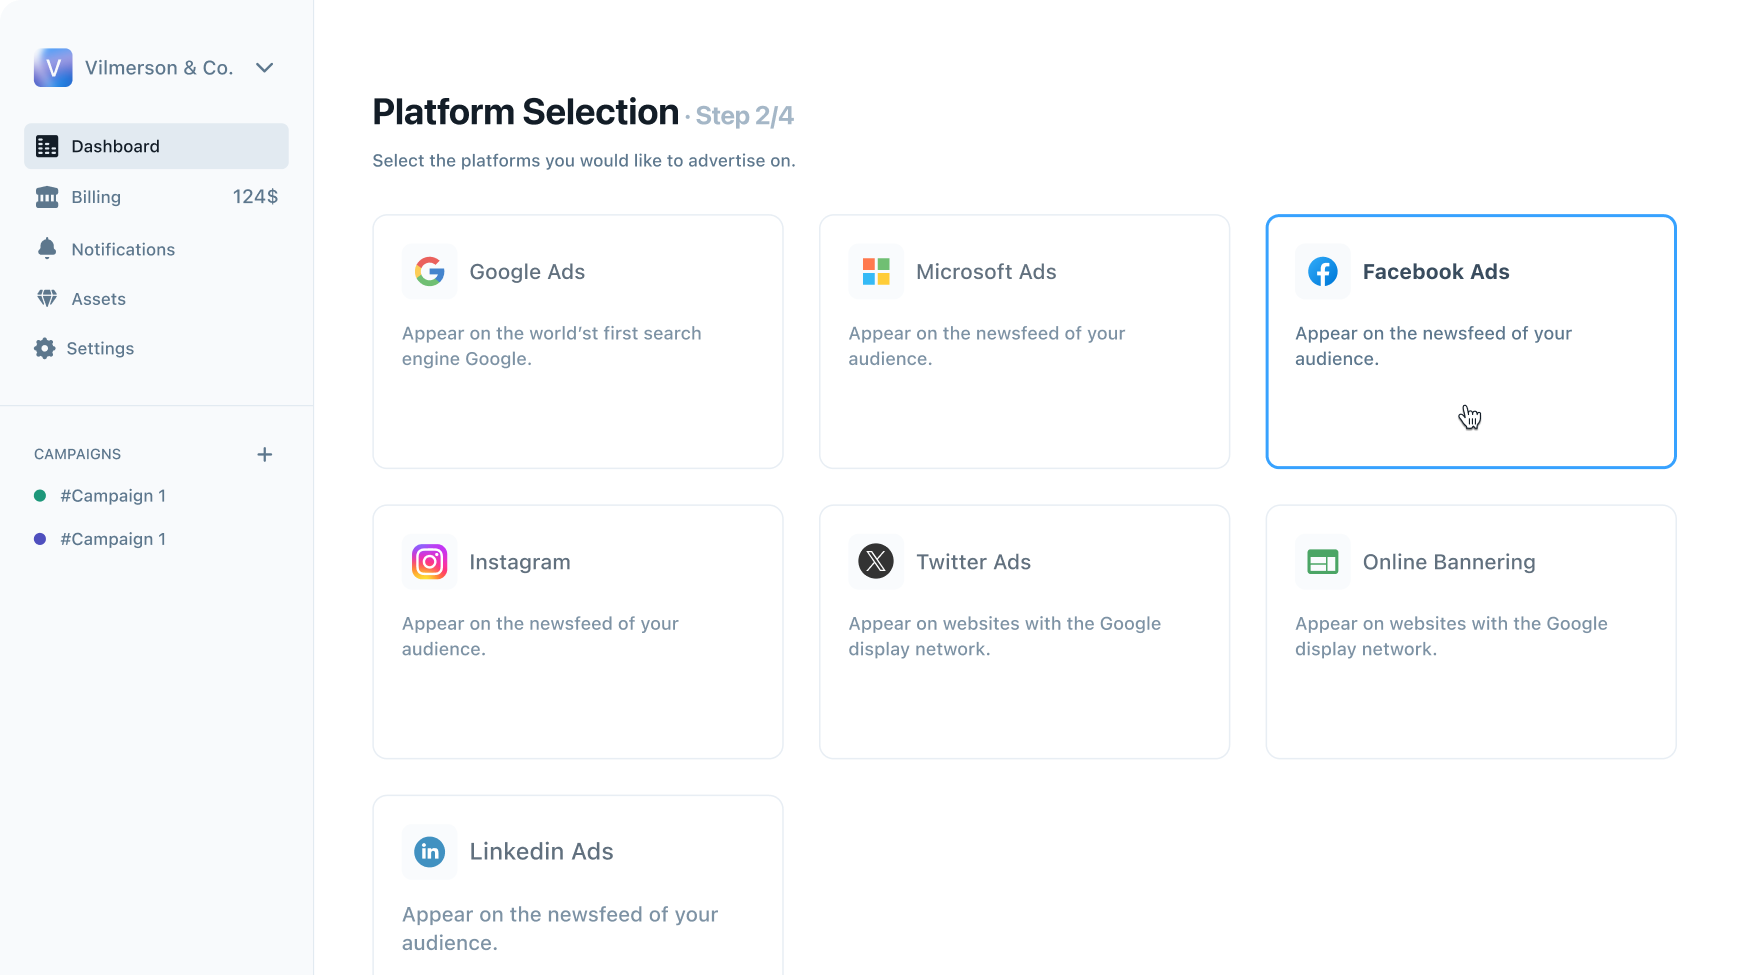 V Vilmerson & Co.
Dashboard
Billing 124$
Notifications
Assets
Settings
CAMPAIGNS +
#Campaign 1
#Campaign 1
Platform Selection · Step 2/4
Select the platforms you would like to advertise on.
Google Ads
Appear on the world’st first search
engine Google.
Microsoft Ads
Appear on the newsfeed of your
audience.
Facebook Ads
Appear on the newsfeed of your
audience.
Instagram
Appear on the newsfeed of your
audience.
Twitter Ads
Appear on websites with the Google
display network.
Online Bannering
Appear on websites with the Google
display network.
in Linkedin Ads
Appear on the newsfeed of your
audience.